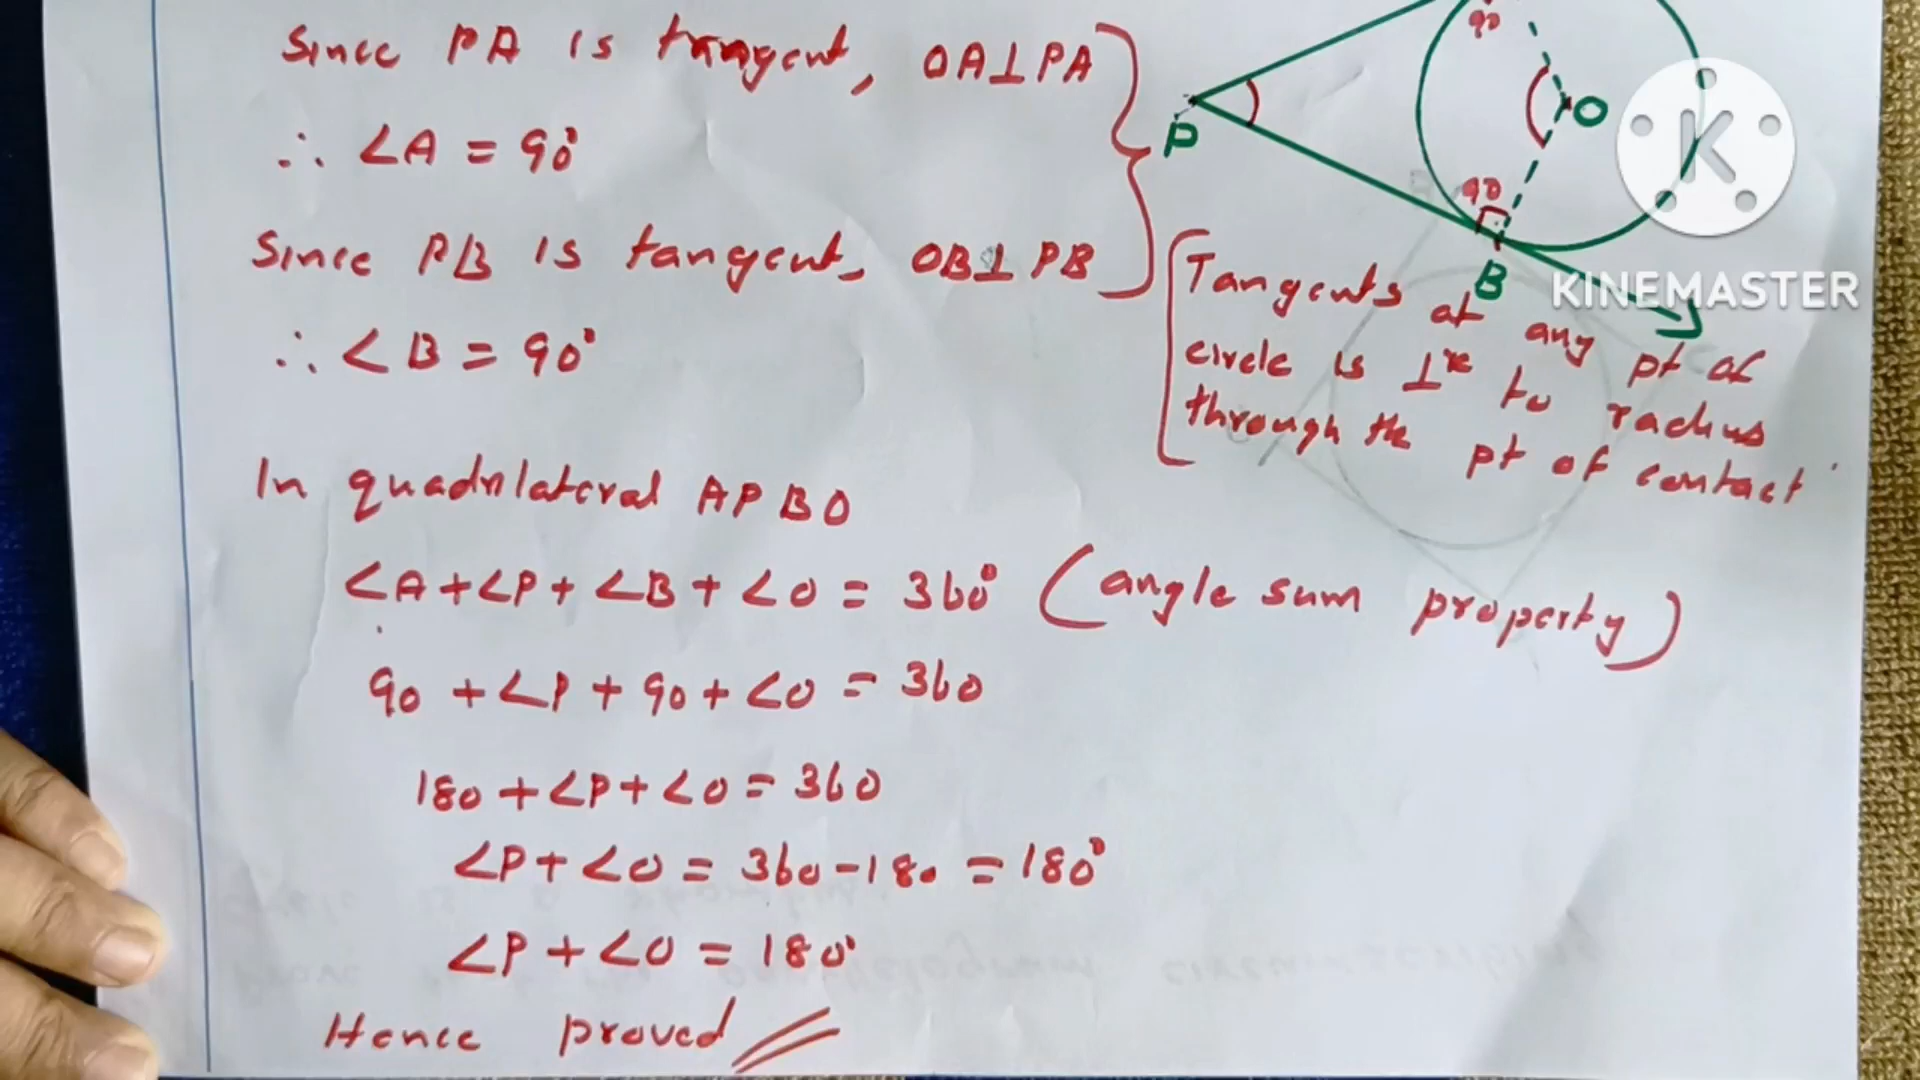 Since PA is tangent, OA⊥PA
∴ ∠A = 90°
Since PB is tangent, OB⊥PB
∴ ∠B = 90°
90
P
O
90
B
K
KINEMASTER
Tangents at any pt of
circle is ⊥re to radius
through the pt of contact
In quadrilateral APBO
∠A+∠P+∠B+∠O = 360° (angle sum property)
90 +∠P+ 90+∠O = 360
180+∠P+∠O = 360
∠P+∠O = 360-180 = 180°
∠P+∠O = 180°
Hence proved